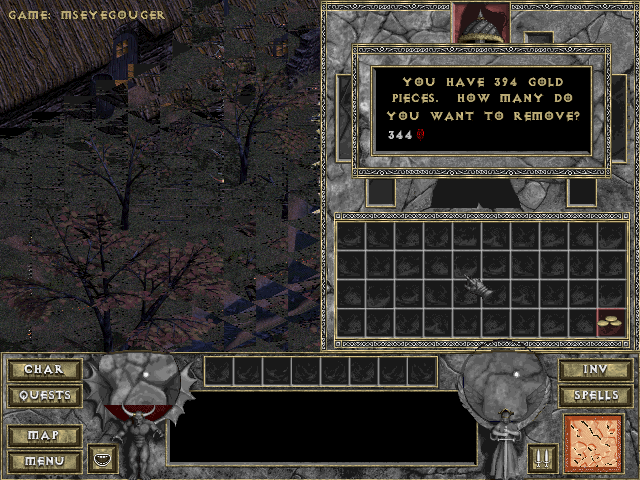 GAME: MSEYEGOUGER
YOU HAVE 394 GOLD
PIECES. HOW MANY DO
YOU WANT TO REMOVE?
344
CHAR
QUESTS
MAP
MENU
INV
SPELLS